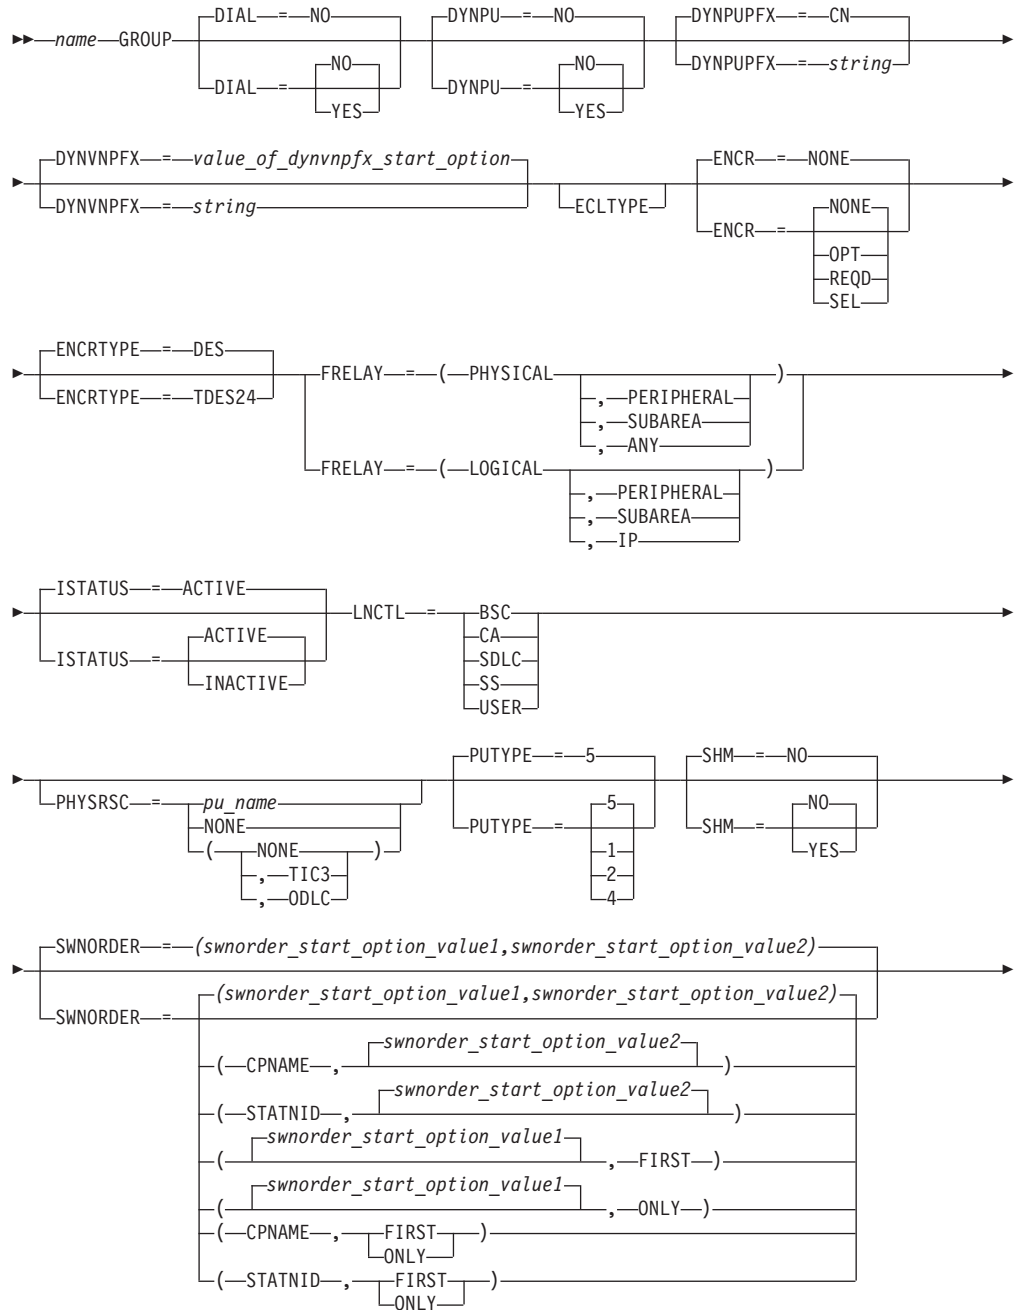 DIAL = NO DYNPU = NO DYNPUPFX = CN
name GROUP
NO NO DYNPUPFX = string
DIAL = DYNPU =
YES YES
DYNVNPFX = value_of_dynvnpfx_start_option ENCR = NONE
DYNVNPFX = string ECLTYPE NONE
ENCR =
OPT
REQD
SEL
ENCRTYPE = DES
FRELAY = ( PHYSICAL )
ENCRTYPE = TDES24 , PERIPHERAL
, SUBAREA
, ANY
FRELAY = ( LOGICAL )
, PERIPHERAL
, SUBAREA
, IP
ISTATUS = ACTIVE
LNCTL = BSC
ACTIVE CA
ISTATUS = SDLC
INACTIVE SS
USER
PUTYPE = 5 SHM = NO
PHYSRSC = pu_name 5 NO
NONE PUTYPE = SHM =
( NONE ) 1 YES
, TIC3 2
, ODLC 4
SWNORDER = (swnorder_start_option_value1,swnorder_start_option_value2)
(swnorder_start_option_value1,swnorder_start_option_value2)
SWNORDER =
swnorder_start_option_value2
( CPNAME , )
swnorder_start_option_value2
( STATNID , )
swnorder_start_option_value1
( , FIRST )
swnorder_start_option_value1
( , ONLY )
( CPNAME , FIRST )
ONLY
( STATNID , FIRST )
ONLY